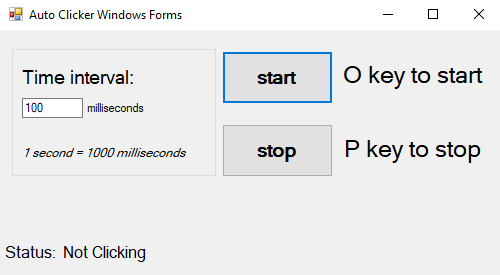 Auto Clicker Windows Forms
Time interval:
100 milliseconds
1 second = 1000 milliseconds
start O key to start
stop P key to stop
Status: Not Clicking